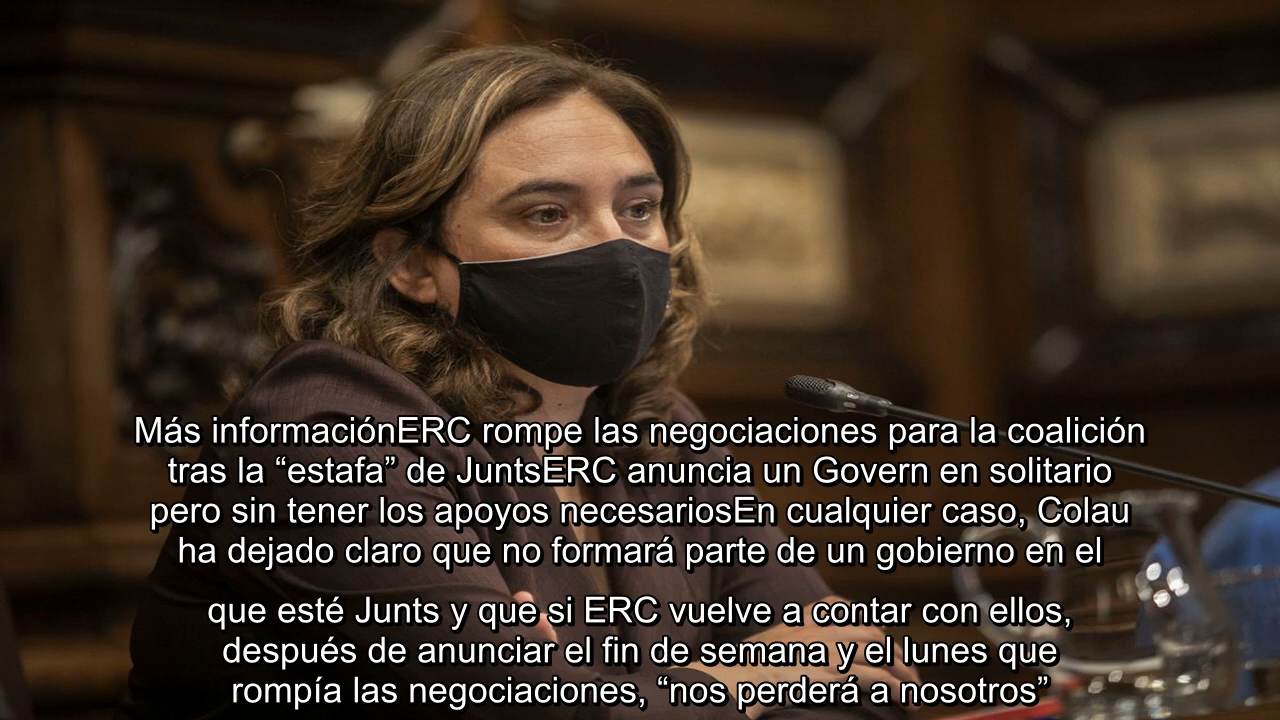 Más informaciónERC rompe las negociaciones para la coalición
tras la “estafa” de JuntsERC anuncia un Govern en solitario
pero sin tener los apoyos necesariosEn cualquier caso, Colau
ha dejado claro que no formará parte de un gobierno en el
que esté Junts y que si ERC vuelve a contar con ellos,
después de anunciar el fin de semana y el lunes que
rompía las negociaciones, “nos perderá a nosotros”